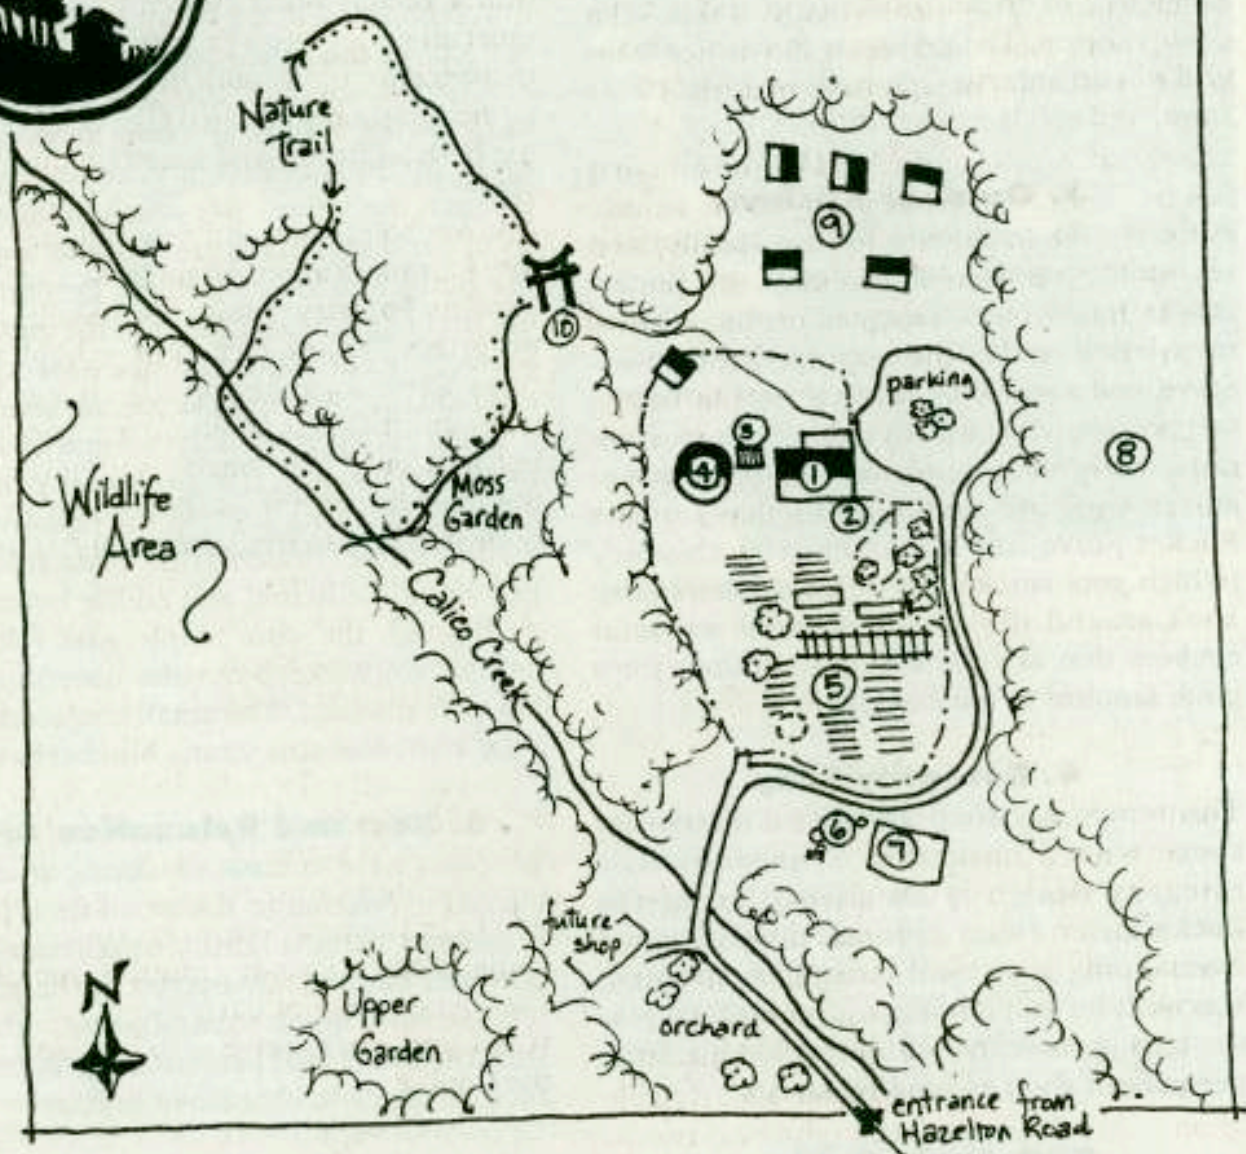 Nature
trail
9
10
parking
3
4
1
8
2
Moss
Garden
Wildlife
Area
Calico Creek
5
6
7
future
shop
N
Upper
Garden
orchard
entrance from
Hazelton Road